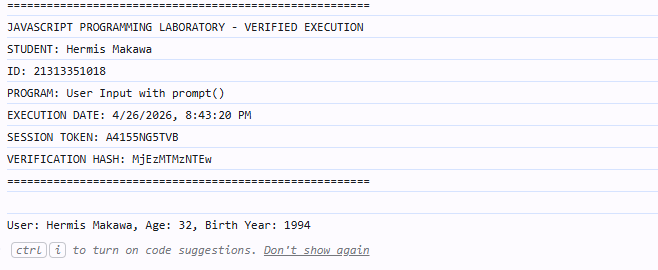 =======================================================
JAVASCRIPT PROGRAMMING LABORATORY - VERIFIED EXECUTION
STUDENT: Hermis Makawa
ID: 21313351018
PROGRAM: User Input with prompt()
EXECUTION DATE: 4/26/2026, 8:43:20 PM
SESSION TOKEN: A4155NG5TVB
VERIFICATION HASH: MjEzMTMzNTEw
=======================================================
User: Hermis Makawa, Age: 32, Birth Year: 1994
ctrl i to turn on code suggestions. Don't show again